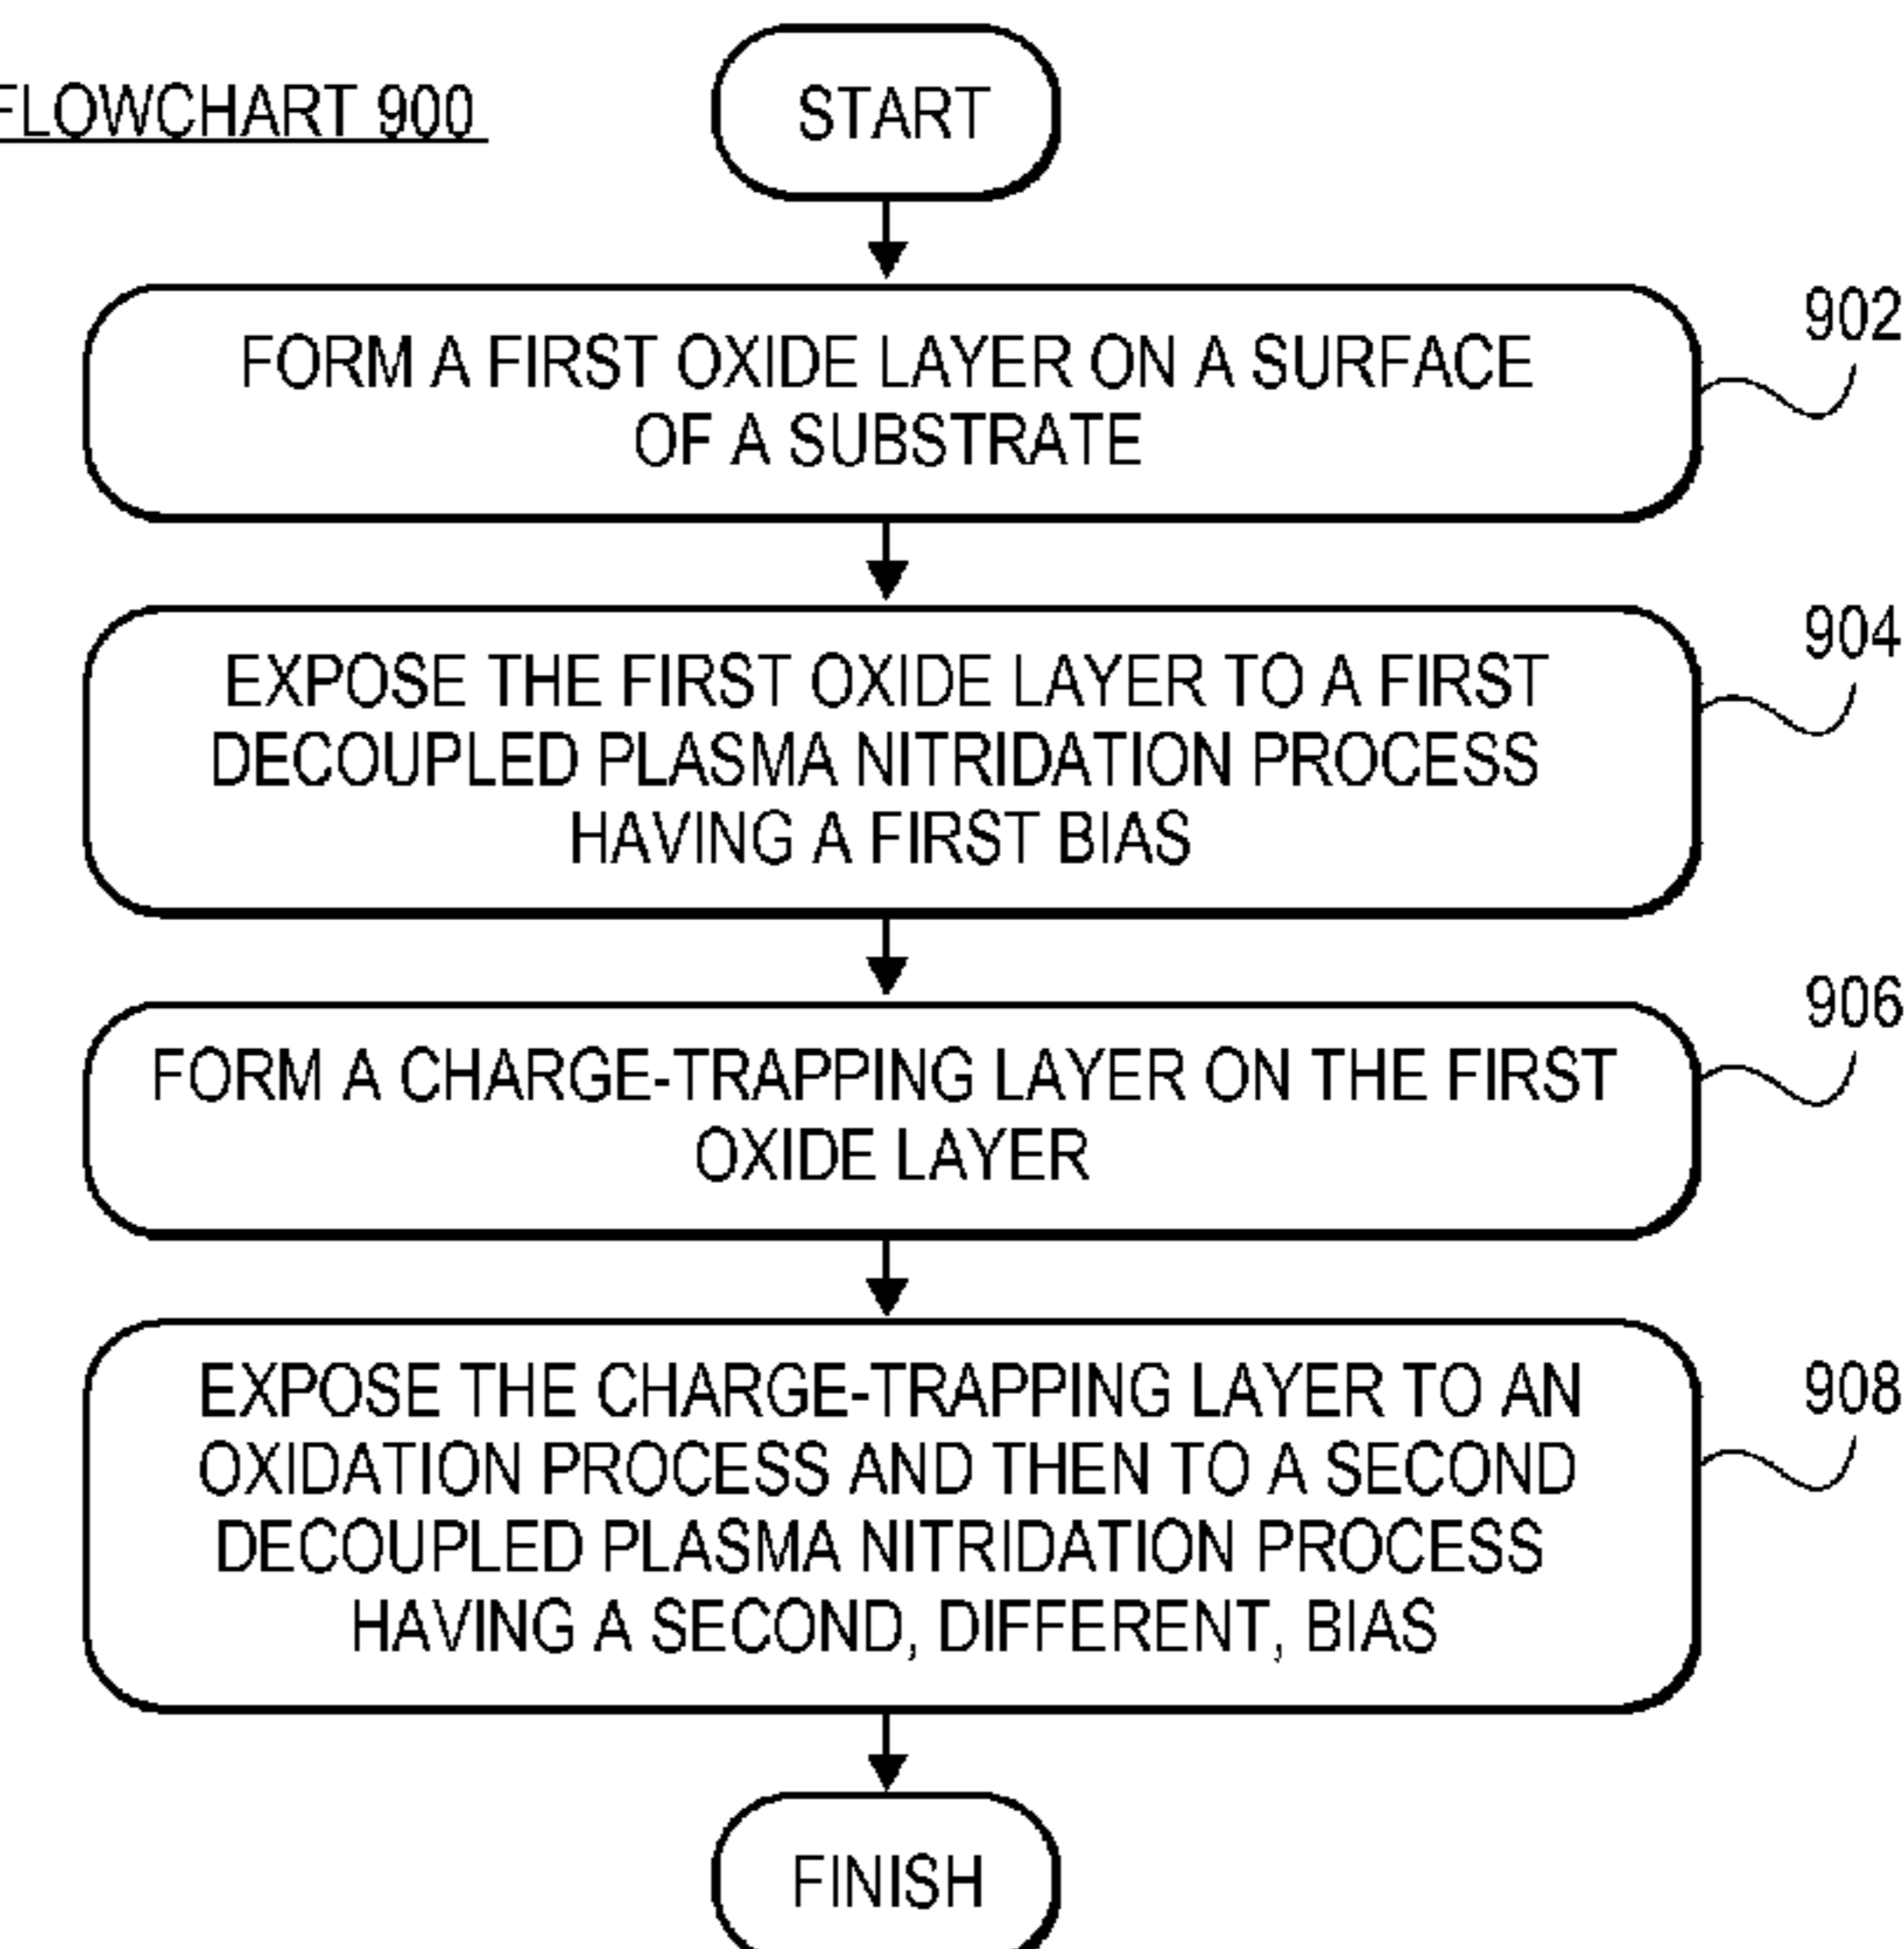 FLOWCHART 900
START
902
FORM A FIRST OXIDE LAYER ON A SURFACE
OF A SUBSTRATE
904
EXPOSE THE FIRST OXIDE LAYER TO A FIRST
DECOUPLED PLASMA NITRIDATION PROCESS
HAVING A FIRST BIAS
906
FORM A CHARGE-TRAPPING LAYER ON THE FIRST
OXIDE LAYER
908
EXPOSE THE CHARGE-TRAPPING LAYER TO AN
OXIDATION PROCESS AND THEN TO A SECOND
DECOUPLED PLASMA NITRIDATION PROCESS
HAVING A SECOND, DIFFERENT, BIAS
FINISH